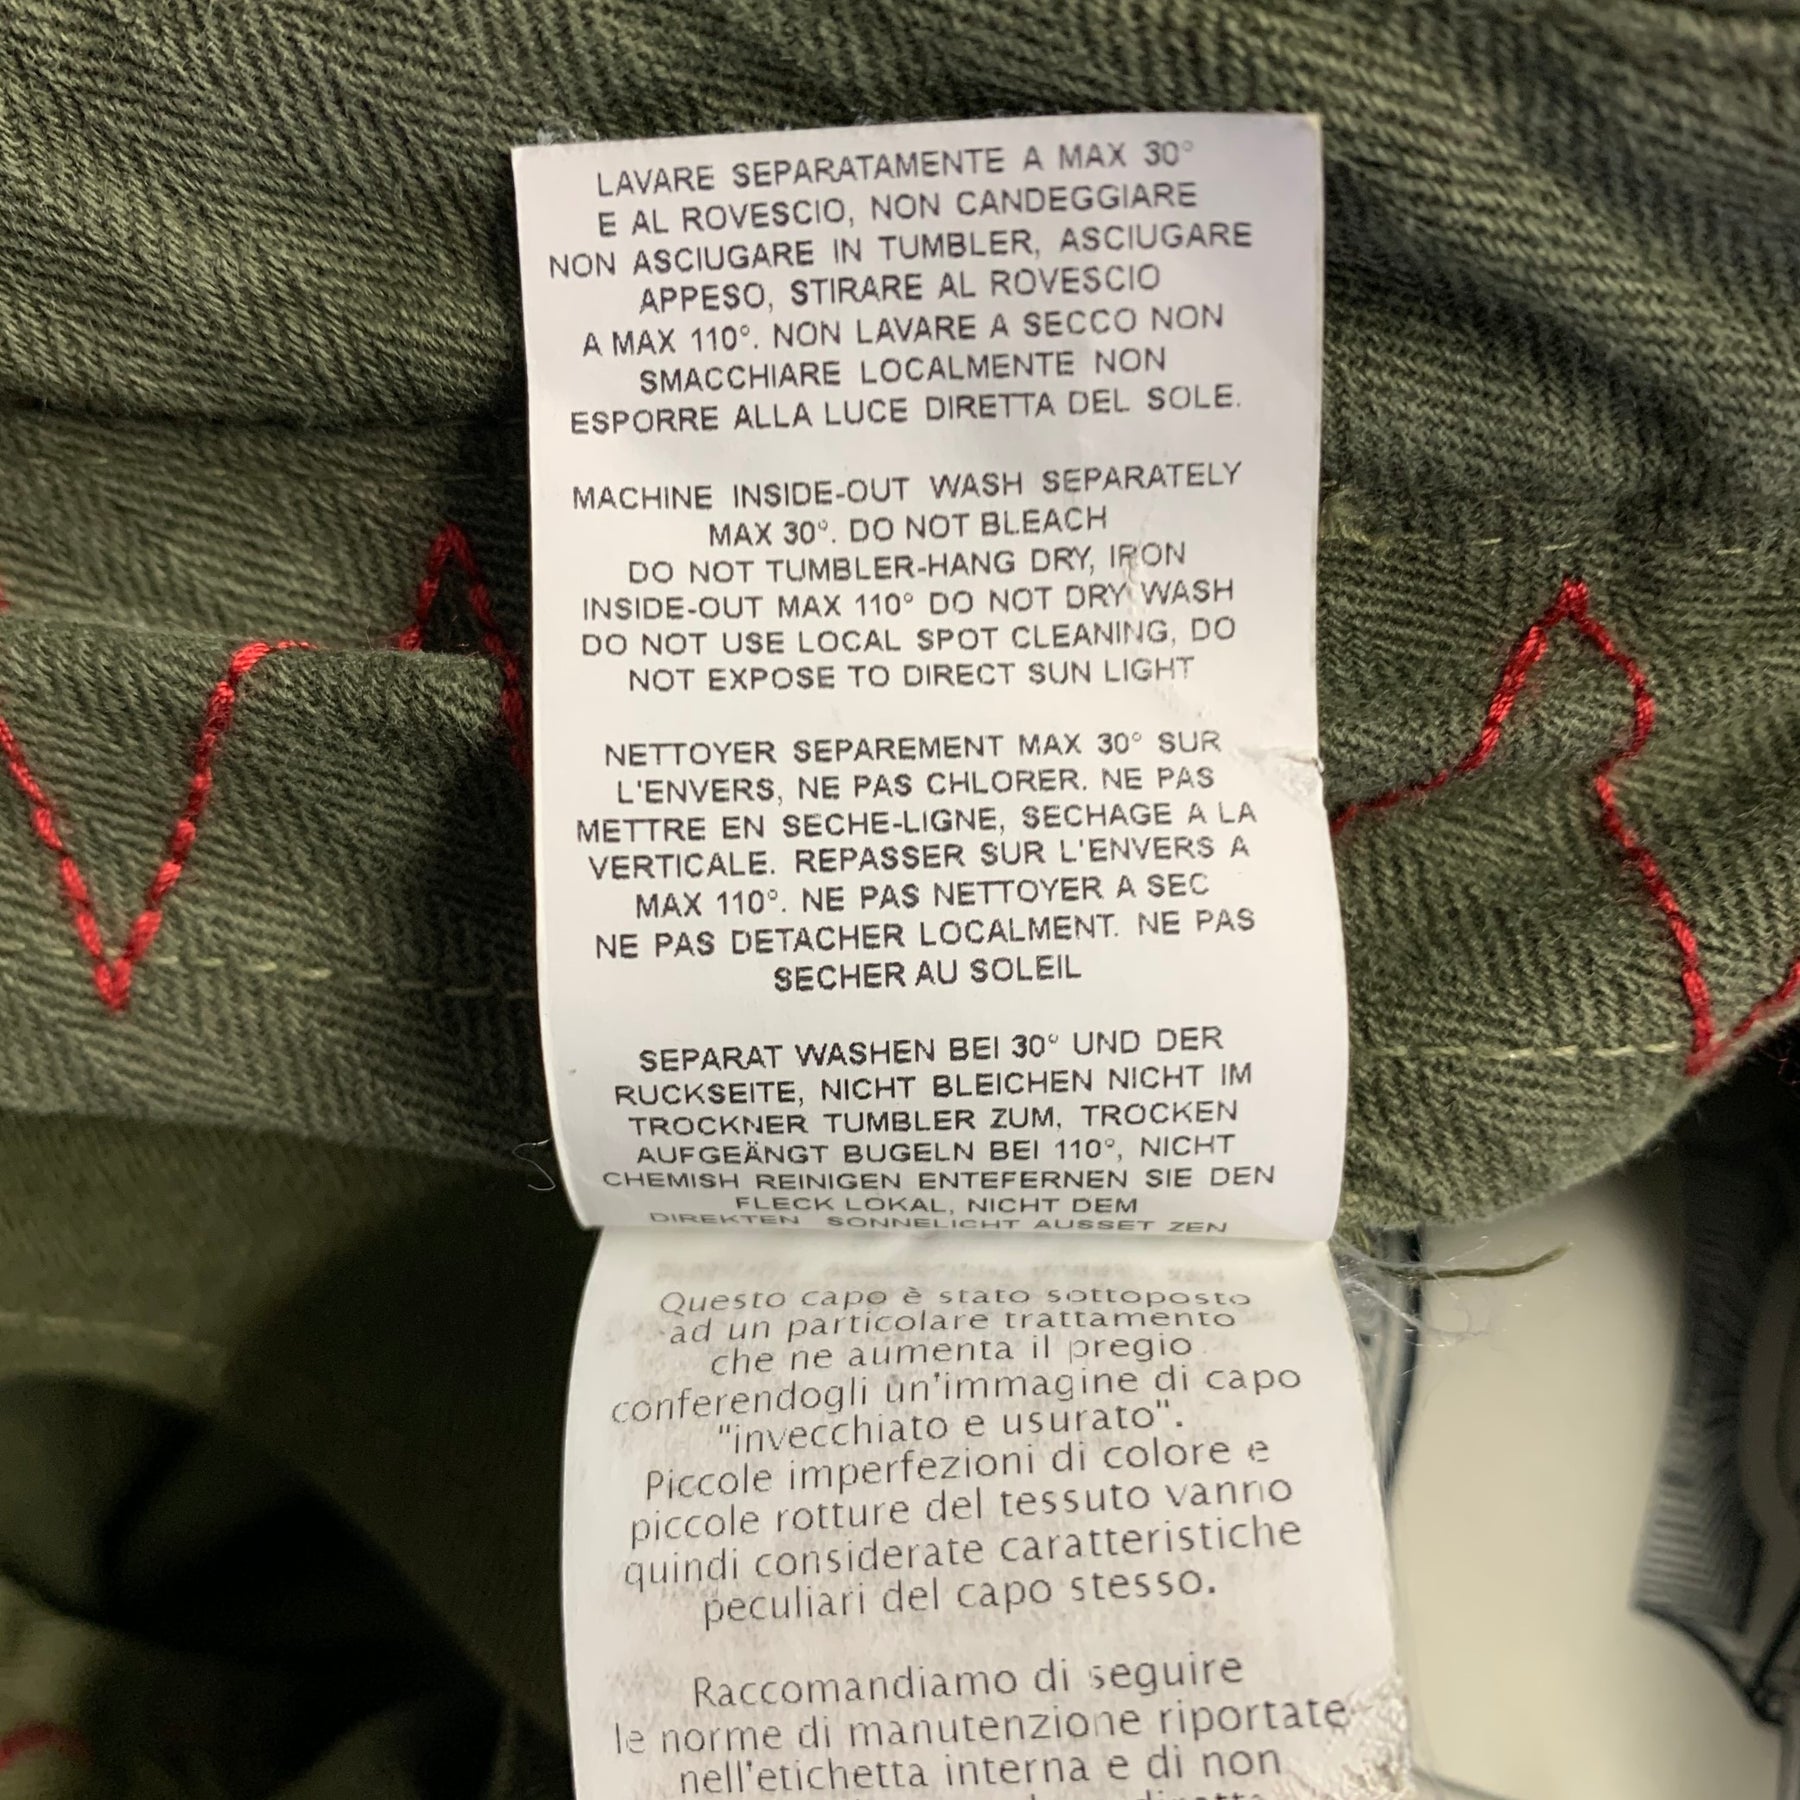 LAVARE SEPARATAMENTE A MAX 30°
E AL ROVESCIO, NON CANDEGGIARE
NON ASCIUGARE IN TUMBLER, ASCIUGARE
APPESO, STIRARE AL ROVESCIO
A MAX 110°. NON LAVARE A SECCO NON
SMACCHIARE LOCALMENTE NON
ESPORRE ALLA LUCE DIRETTA DEL SOLE.
MACHINE INSIDE-OUT WASH SEPARATELY
MAX 30°. DO NOT BLEACH
DO NOT TUMBLER-HANG DRY, IRON
INSIDE-OUT MAX 110° DO NOT DRY WASH
DO NOT USE LOCAL SPOT CLEANING, DO
NOT EXPOSE TO DIRECT SUN LIGHT
NETTOYER SEPAREMENT MAX 30° SUR
L'ENVERS, NE PAS CHLORER. NE PAS
METTRE EN SECHE-LIGNE, SECHAGE A LA
VERTICALE. REPASSER SUR L'ENVERS A
MAX 110°. NE PAS NETTOYER A SEC
NE PAS DETACHER LOCALMENT. NE PAS
SECHER AU SOLEIL
SEPARAT WASHEN BEI 30° UND DER
RUCKSEITE, NICHT BLEICHEN NICHT IM
TROCKNER TUMBLER ZUM, TROCKEN
AUFGEÄNGT BUGELN BEI 110°, NICHT
CHEMISH REINIGEN ENTEFERNEN SIE DEN
FLECK LOKAL, NICHT DEM
DIREKTEN SONNELICHT AUSSET ZEN
Questo capo è stato sottoposto
ad un particolare trattamento
che ne aumenta il pregio
conferendogli un'immagine di capo
"invecchiato e usurato".
Piccole imperfezioni di colore e
piccole rotture del tessuto vanno
quindi considerate caratteristiche
peculiari del capo stesso.
Raccomandiamo di seguire
le norme di manutenzione riportate
nell'etichetta interna e di non